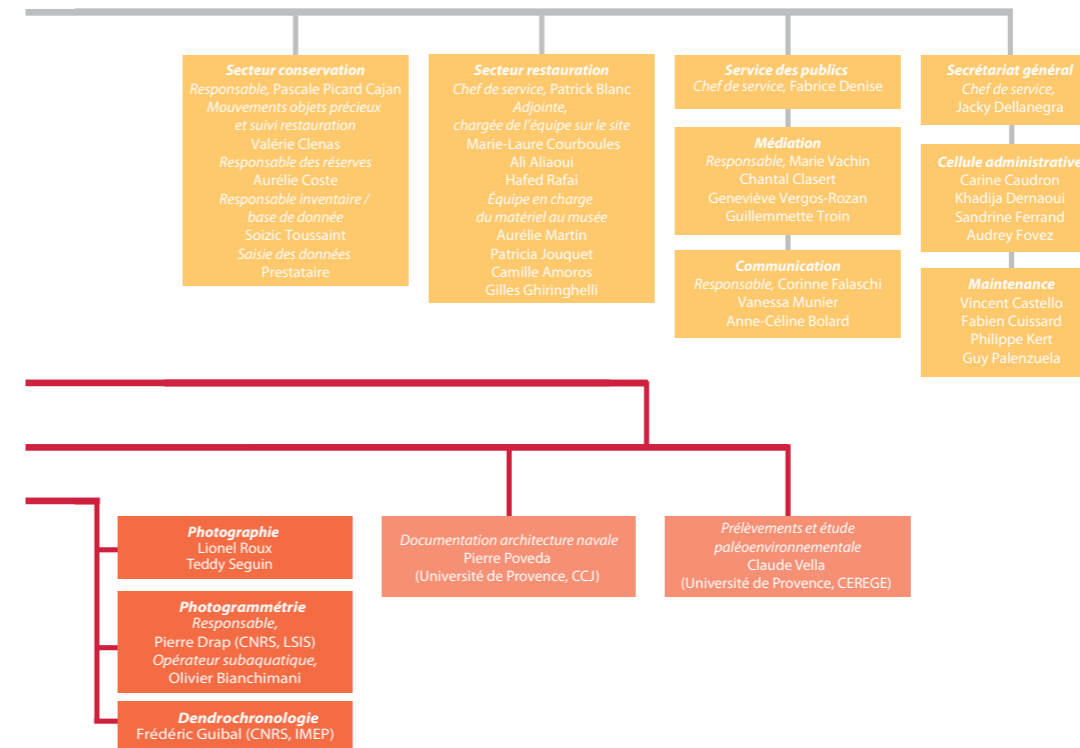 Secteur conservation
Responsable, Pascale Picard Cajan
Mouvements objets précieux
et suivi restauration
Valérie Clenas
Responsable des réserves
Aurélie Coste
Responsable inventaire /
base de donnée
Soizic Toussaint
Saisie des données
Prestataire
Secteur restauration
Chef de service, Patrick Blanc
Adjointe,
chargée de l'équipe sur le site
Marie-Laure Courboules
Ali Aliaoui
Hafed Rafai
Équipe en charge
du matériel au musée
Aurélie Martin
Patricia Jouquet
Camille Amoros
Gilles Ghiringhelli
Service des publics
Chef de service, Fabrice Denise
Médiation
Responsable, Marie Vachin
Chantal Clasert
Geneviève Vergos-Rozan
Guillemmette Troin
Communication
Responsable, Corinne Falaschi
Vanessa Munier
Anne-Céline Bolard
Secrétariat général
Chef de service,
Jacky Dellanegra
Cellule administrative
Carine Caudron
Khadija Dernaoui
Sandrine Ferrand
Audrey Fovez
Maintenance
Vincent Castello
Fabien Cuissard
Philippe Kert
Guy Palenzuela
Photographie
Lionel Roux
Teddy Seguin
Photogrammétrie
Responsable,
Pierre Drap (CNRS, LSIS)
Opérateur subaquatique,
Olivier Bianchimani
Dendrochronologie
Frédéric Guibal (CNRS, IMEP)
Documentation architecture navale
Pierre Poveda
(Université de Provence, CCJ)
Prélèvements et étude
paléoenvironnementale
Claude Vella
(Université de Provence, CEREGE)